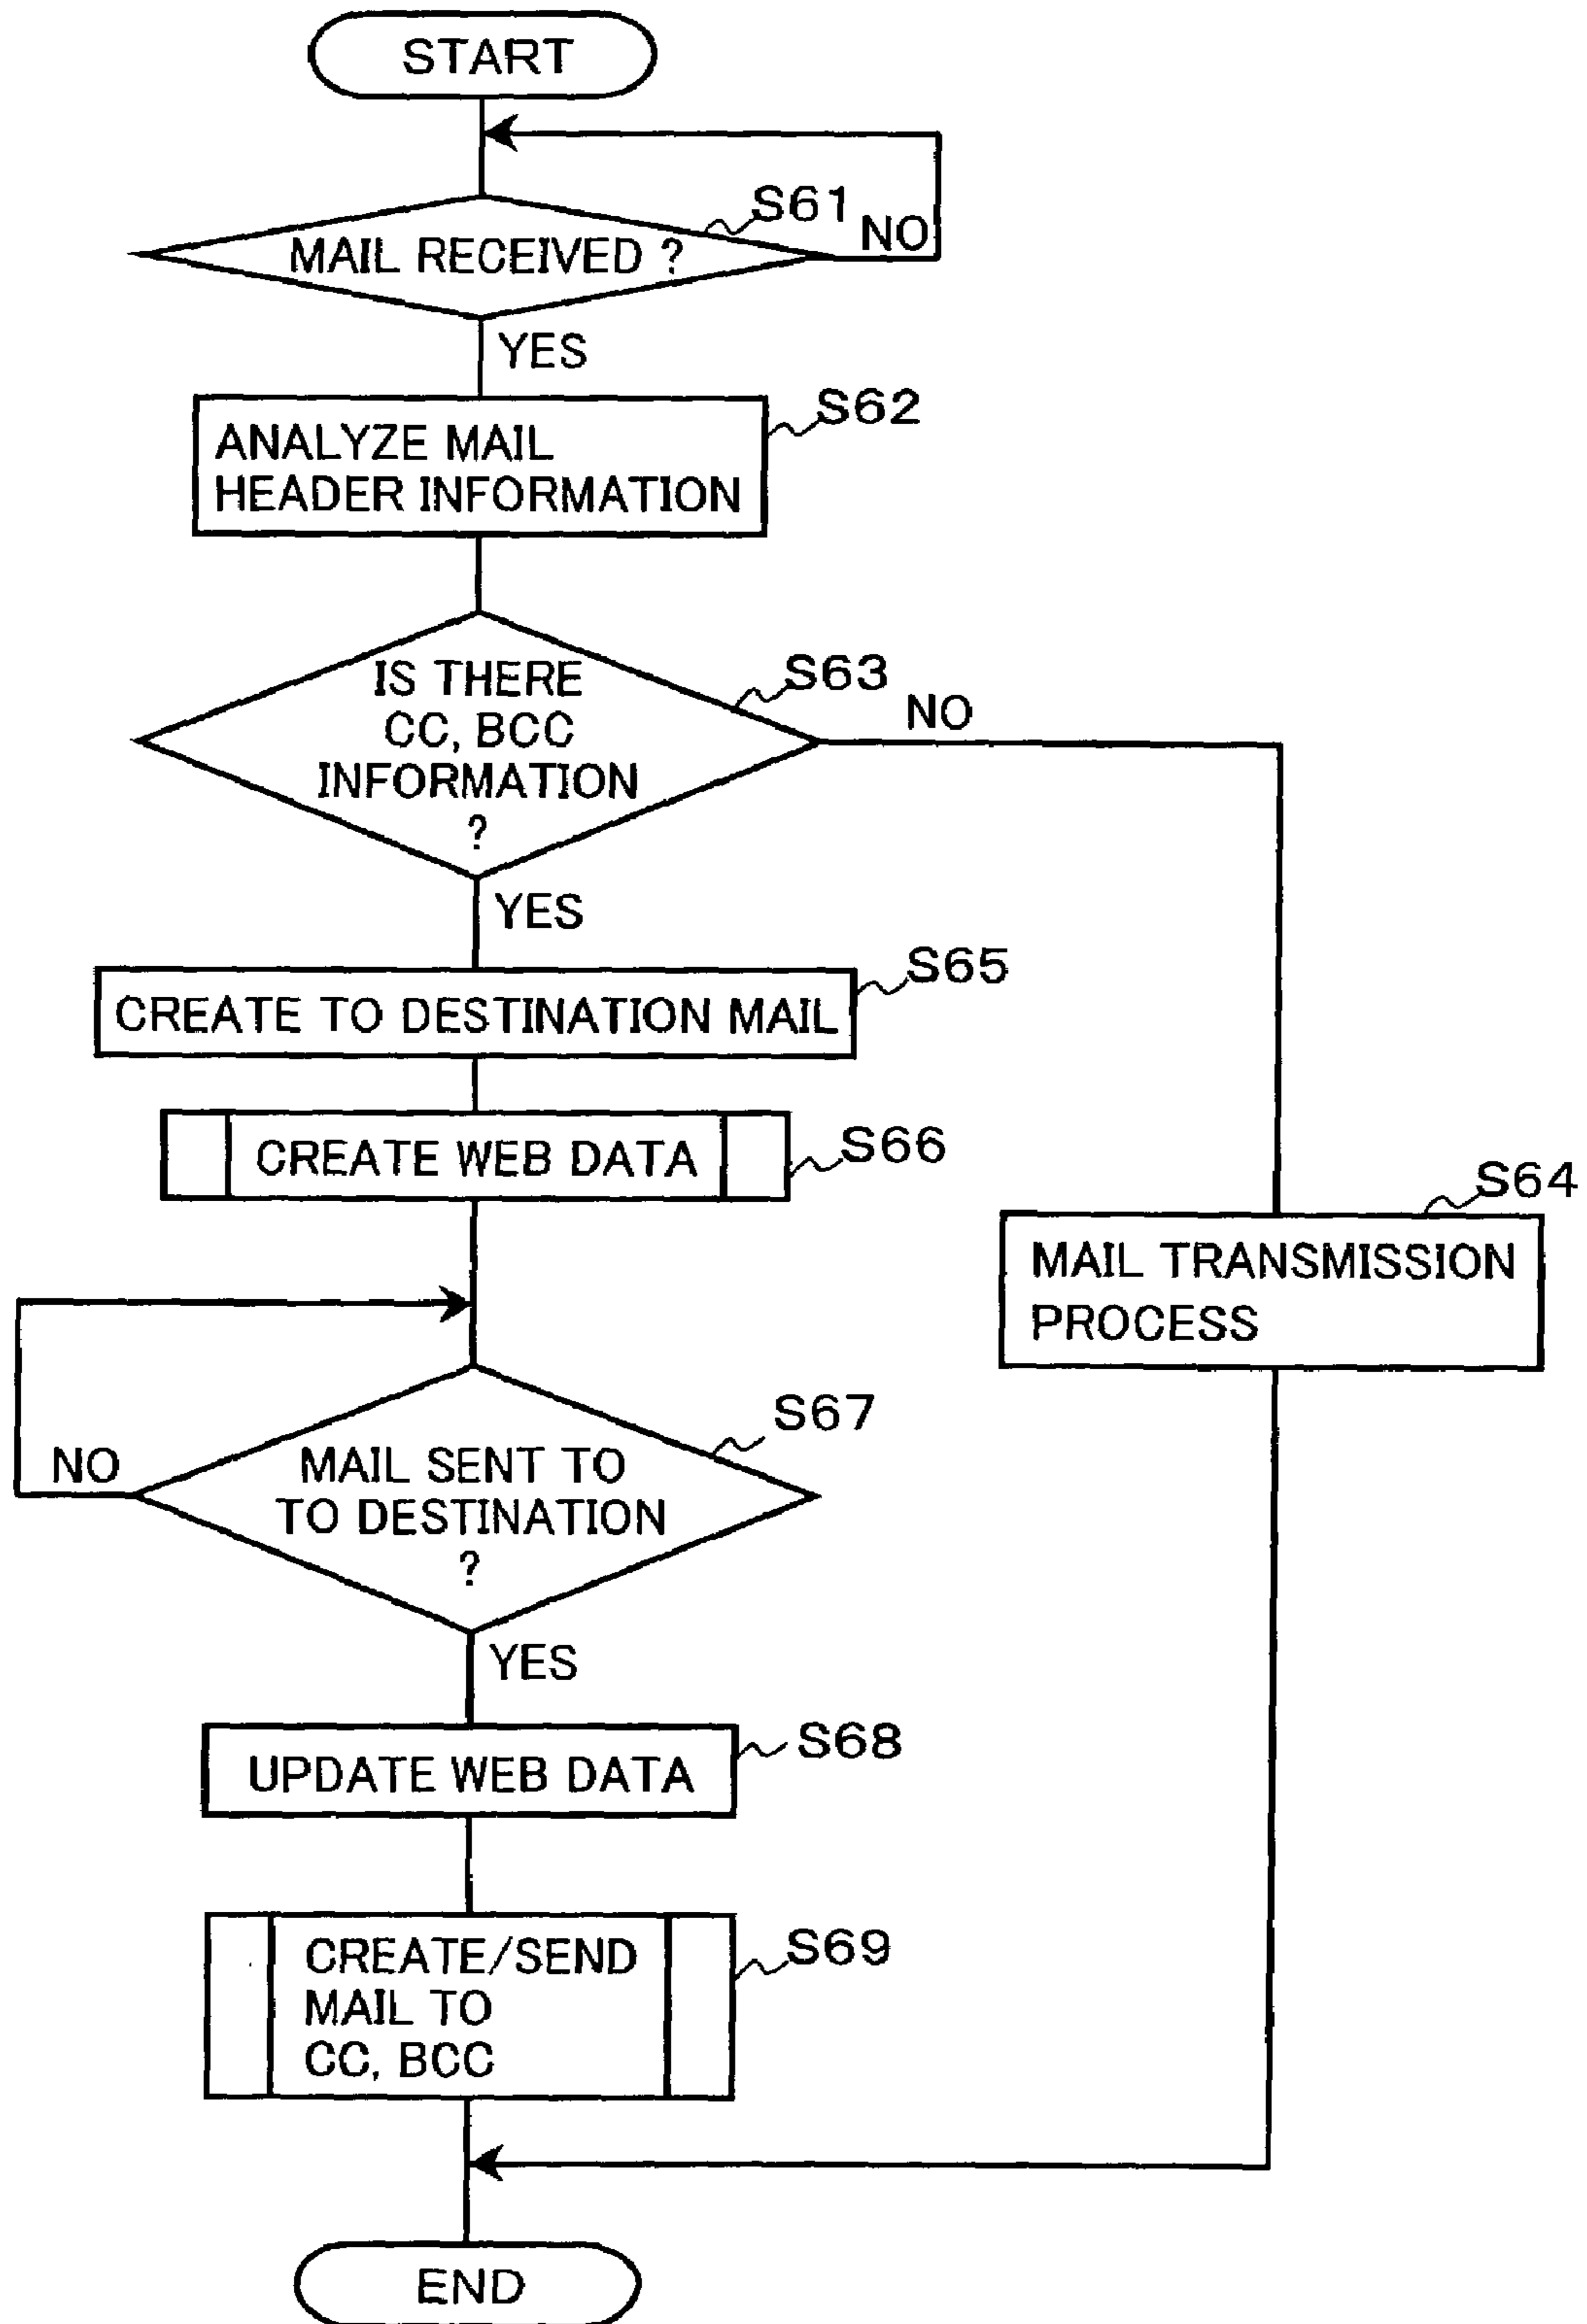 START
S61
NO
MAIL RECEIVED ?
YES
S62
ANALYZE MAIL
HEADER INFORMATION
S63
NO
IS THERE
CC, BCC
INFORMATION
?
YES
S65
CREATE TO DESTINATION MAIL
S66
CREATE WEB DATA
S64
MAIL TRANSMISSION
PROCESS
S67
NO
MAIL SENT TO
TO DESTINATION
?
YES
S68
UPDATE WEB DATA
S69
CREATE/SEND
MAIL TO
CC, BCC
END